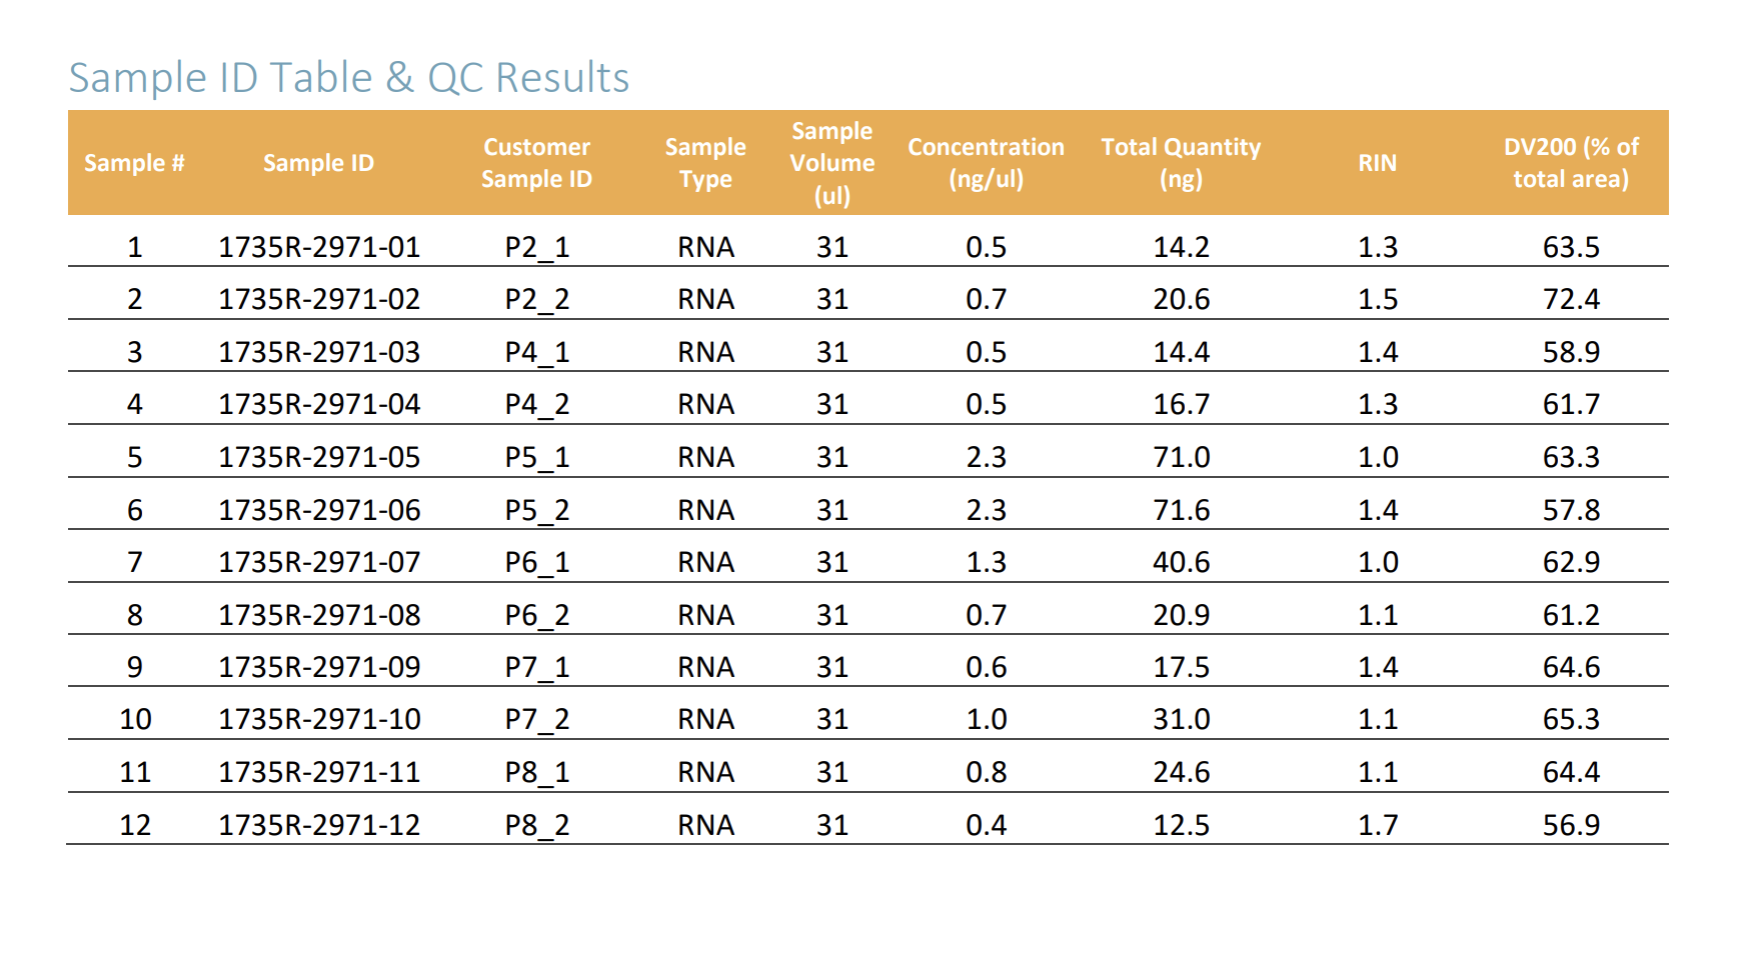 Sample ID Table & QC Results
Sample # Sample ID Customer Sample ID Sample Type Sample Volume (ul) Concentration (ng/ul) Total Quantity (ng) RIN DV200 (% of total area)
1 1735R-2971-01 P2_1 RNA 31 0.5 14.2 1.3 63.5
2 1735R-2971-02 P2_2 RNA 31 0.7 20.6 1.5 72.4
3 1735R-2971-03 P4_1 RNA 31 0.5 14.4 1.4 58.9
4 1735R-2971-04 P4_2 RNA 31 0.5 16.7 1.3 61.7
5 1735R-2971-05 P5_1 RNA 31 2.3 71.0 1.0 63.3
6 1735R-2971-06 P5_2 RNA 31 2.3 71.6 1.4 57.8
7 1735R-2971-07 P6_1 RNA 31 1.3 40.6 1.0 62.9
8 1735R-2971-08 P6_2 RNA 31 0.7 20.9 1.1 61.2
9 1735R-2971-09 P7_1 RNA 31 0.6 17.5 1.4 64.6
10 1735R-2971-10 P7_2 RNA 31 1.0 31.0 1.1 65.3
11 1735R-2971-11 P8_1 RNA 31 0.8 24.6 1.1 64.4
12 1735R-2971-12 P8_2 RNA 31 0.4 12.5 1.7 56.9